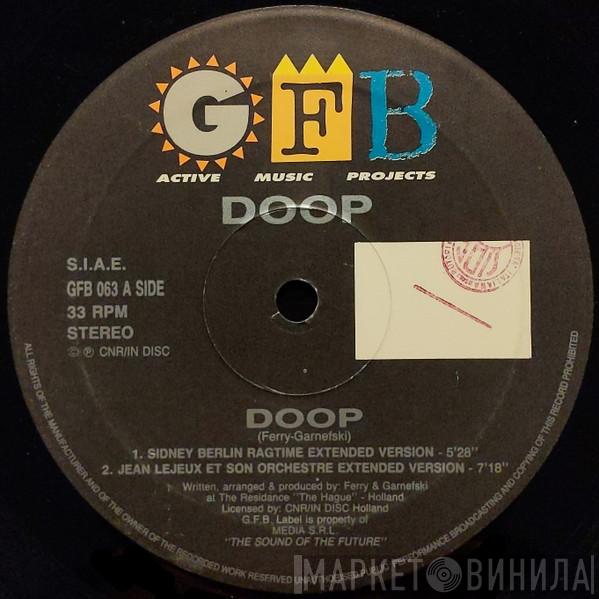 GFB
ACTIVE MUSIC PROJECTS
DOOP
S.I.A.E.
GFB 063 A SIDE
33 RPM
STEREO
© ℗ CNR/IN DISC
DOOP
(Ferry-Garnefski)
1. SIDNEY BERLIN RAGTIME EXTENDED VERSION - 5'28"
2. JEAN LEJEUX ET SON ORCHESTRE EXTENDED VERSION - 7'18"
Written, arranged & produced by: Ferry & Garnefski
at The Residance "The Hague" - Holland
Licensed by: CNR/IN DISC Holland
G.F.B. Label is property of
MEDIA S.R.L.
"THE SOUND OF THE FUTURE"
ALL RIGHTS OF THE MANUFACTURER AND OF THE OWNER OF THE RECORDED WORK RESERVED UNAUTHORISED PUBLIC PERFORMANCE BROADCASTING AND COPYING OF THIS RECORD PROHIBITED
МАРКЕТ ВИНИЛА